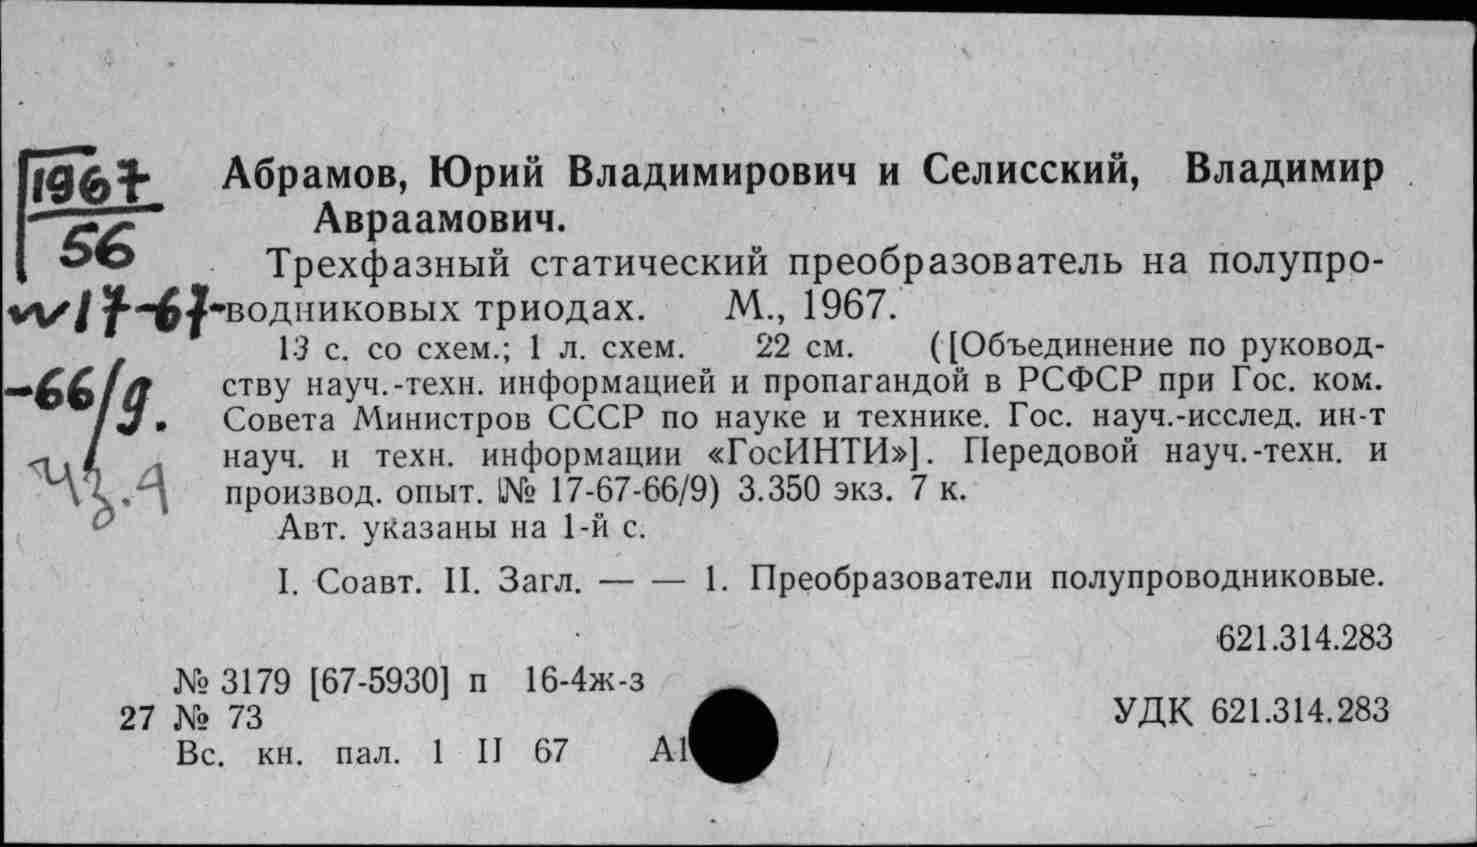 1967
56
Абрамов, Юрий Владимирович и Селисский, Владимир
Авраамович.
Трехфазный статический преобразователь на полупро-
17-67-
водниковых триодах. М., 1967.
13 с. со схем.; 1 л. схем. 22 см. ([Объединение по руковод-
-66/9.
ству науч.-техн. информацией и пропагандой в РСФСР при Гос. ком.
Совета Министров СССР по науке и технике. Гос. науч.-исслед. ин-т
науч. и техн. информации «ГосИНТИ»]. Передовой науч.-техн. и
производ. опыт. № 17-67-66/9) 3.350 экз. 7 к.
Авт. указаны на 1-й с.
I. Соавт. II. Загл. — — 1. Преобразователи полупроводниковые.
621.314.283
№ 3179 [67-5930] п 16-4ж-з
27 № 73
УДК 621.314.283
Вс. кн. пал. 1 II 67 А1